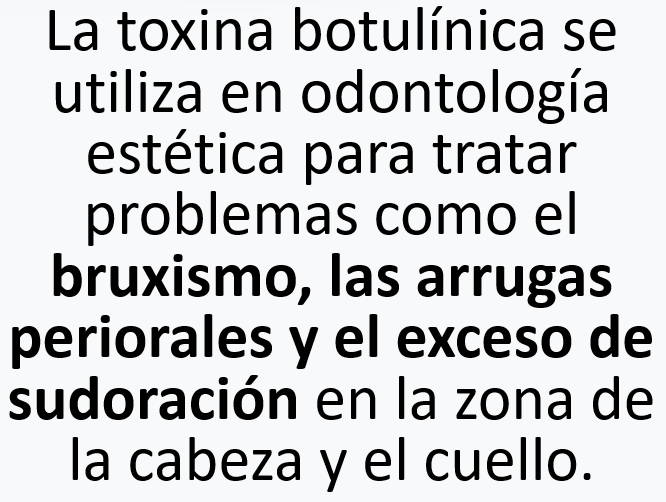 La toxina botulínica se
utiliza en odontología
estética para tratar
problemas como el
bruxismo, las arrugas
periorales y el exceso de
sudoración en la zona de
la cabeza y el cuello.